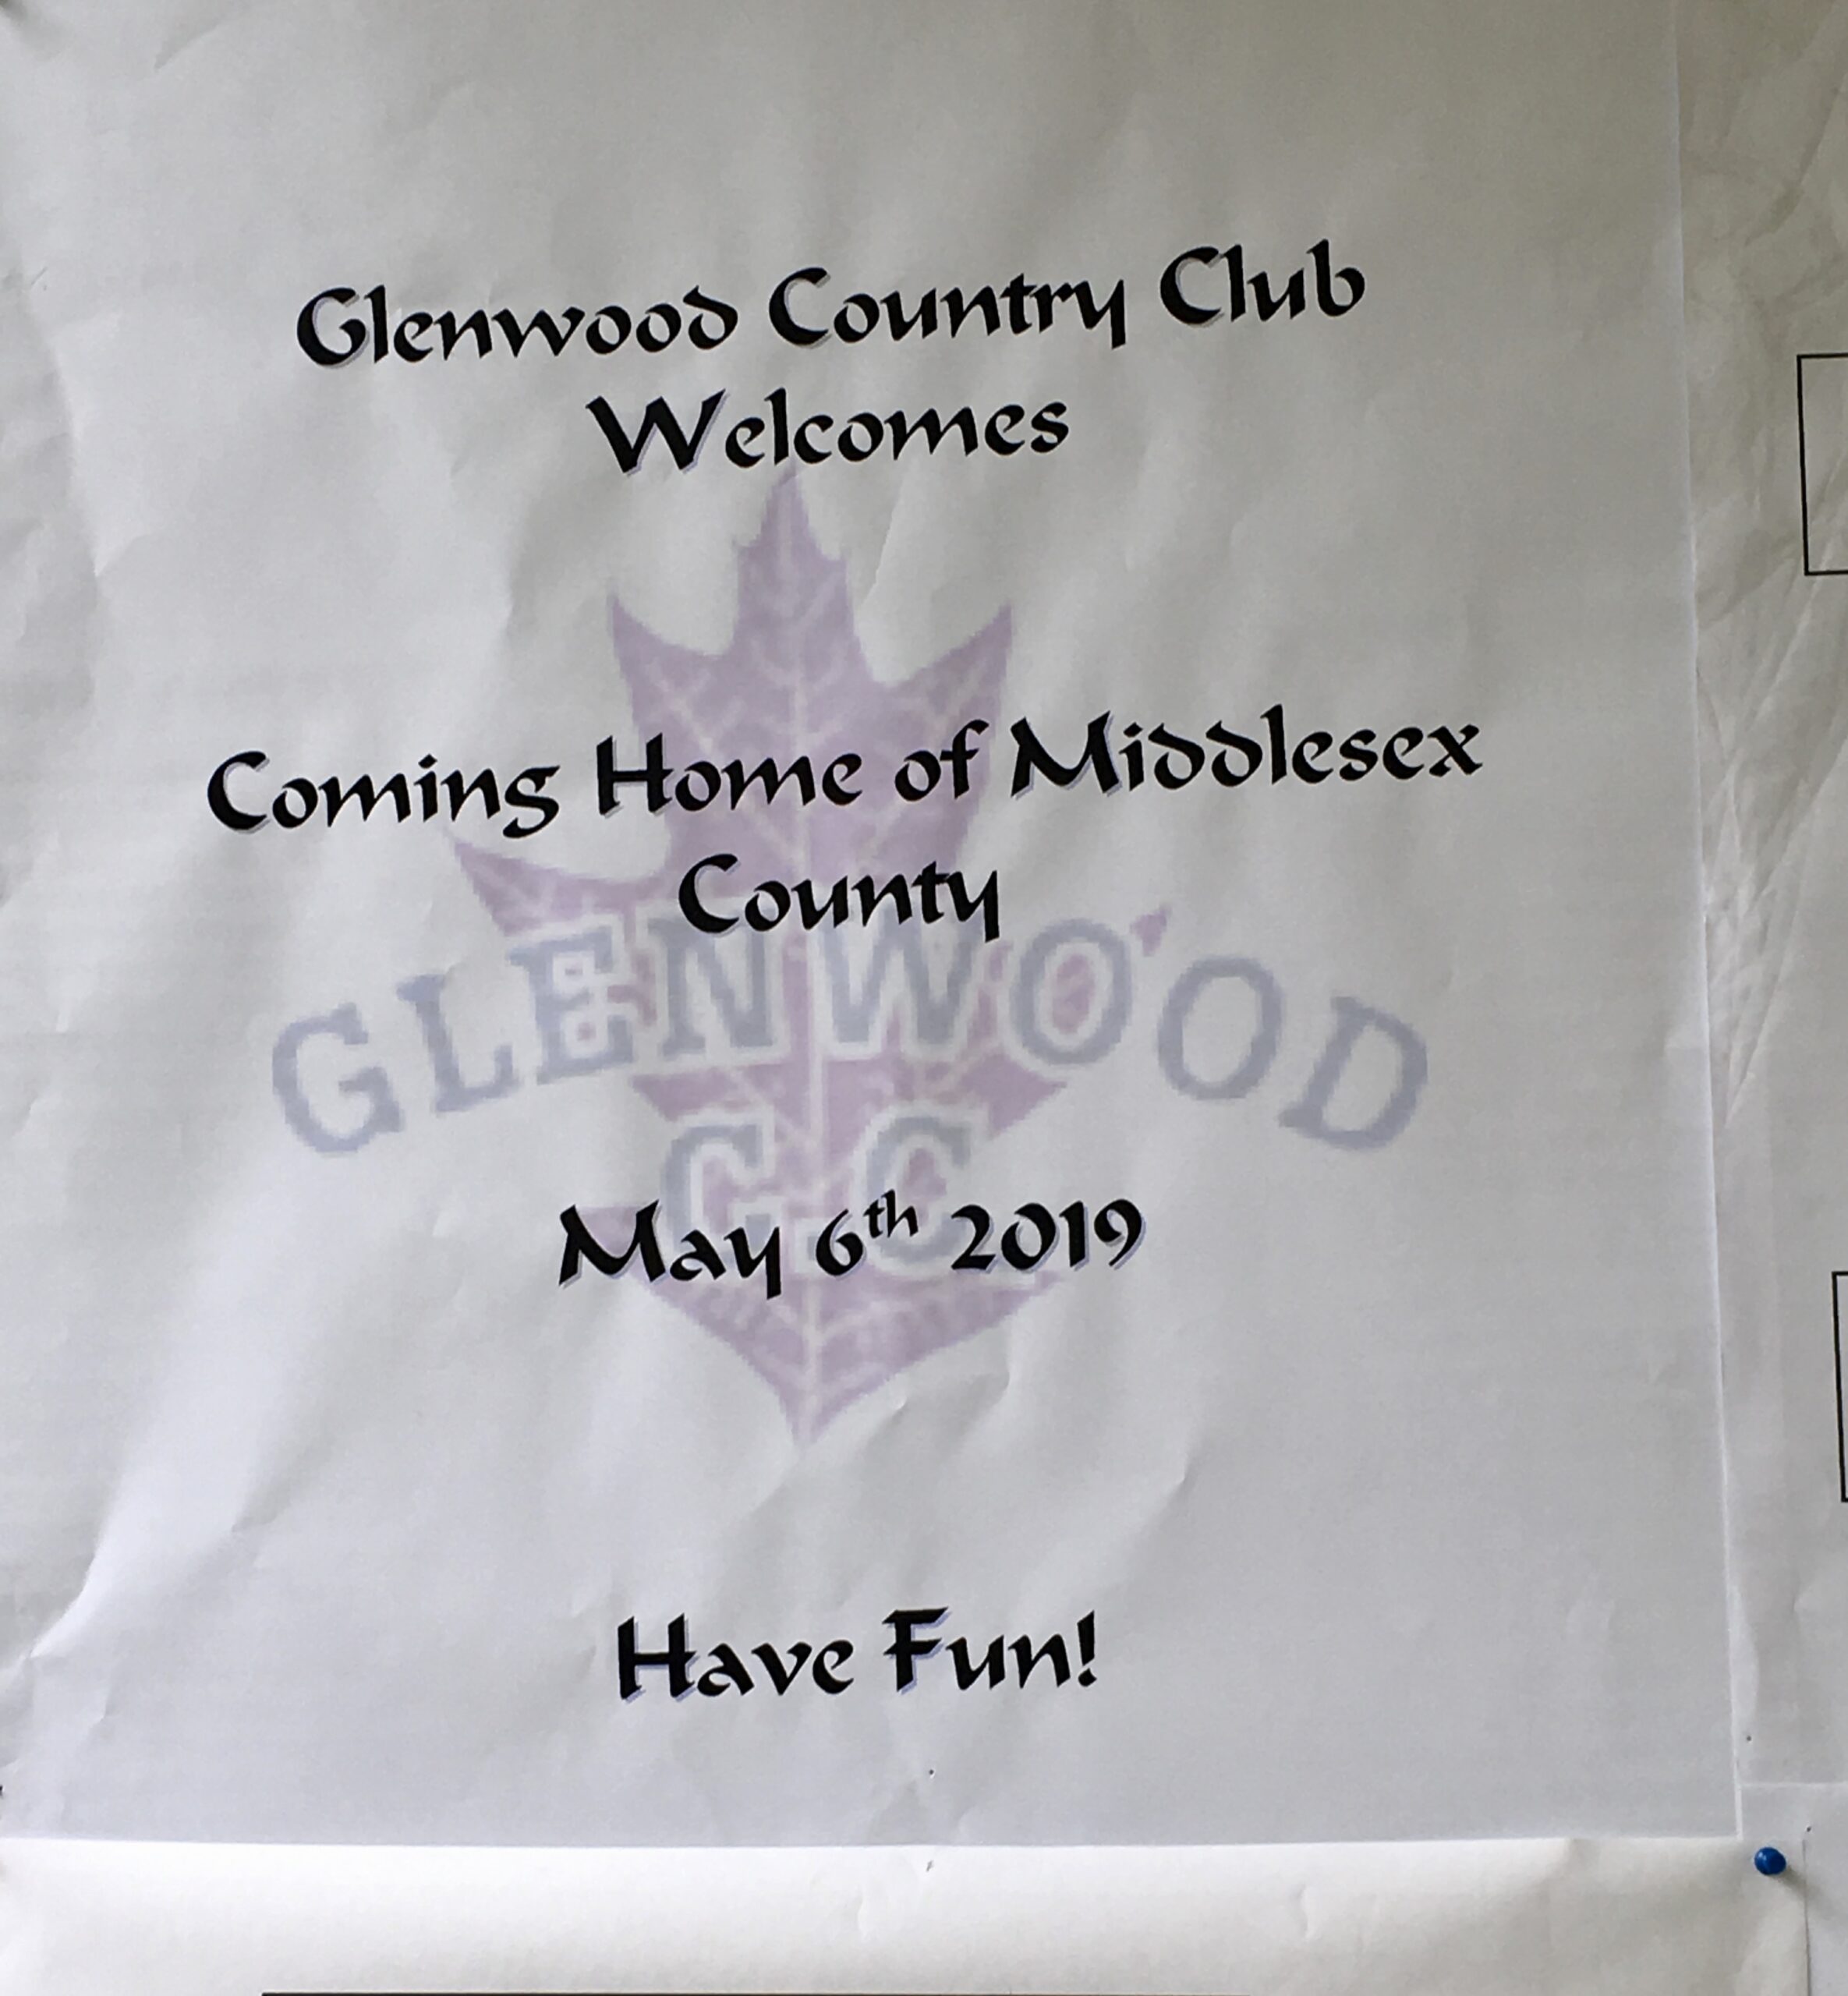 Glenwood Country Club
Welcomes
Coming Home of Middlesex
County
GLENWOOD
C.C.
May 6th 2019
Have Fun!